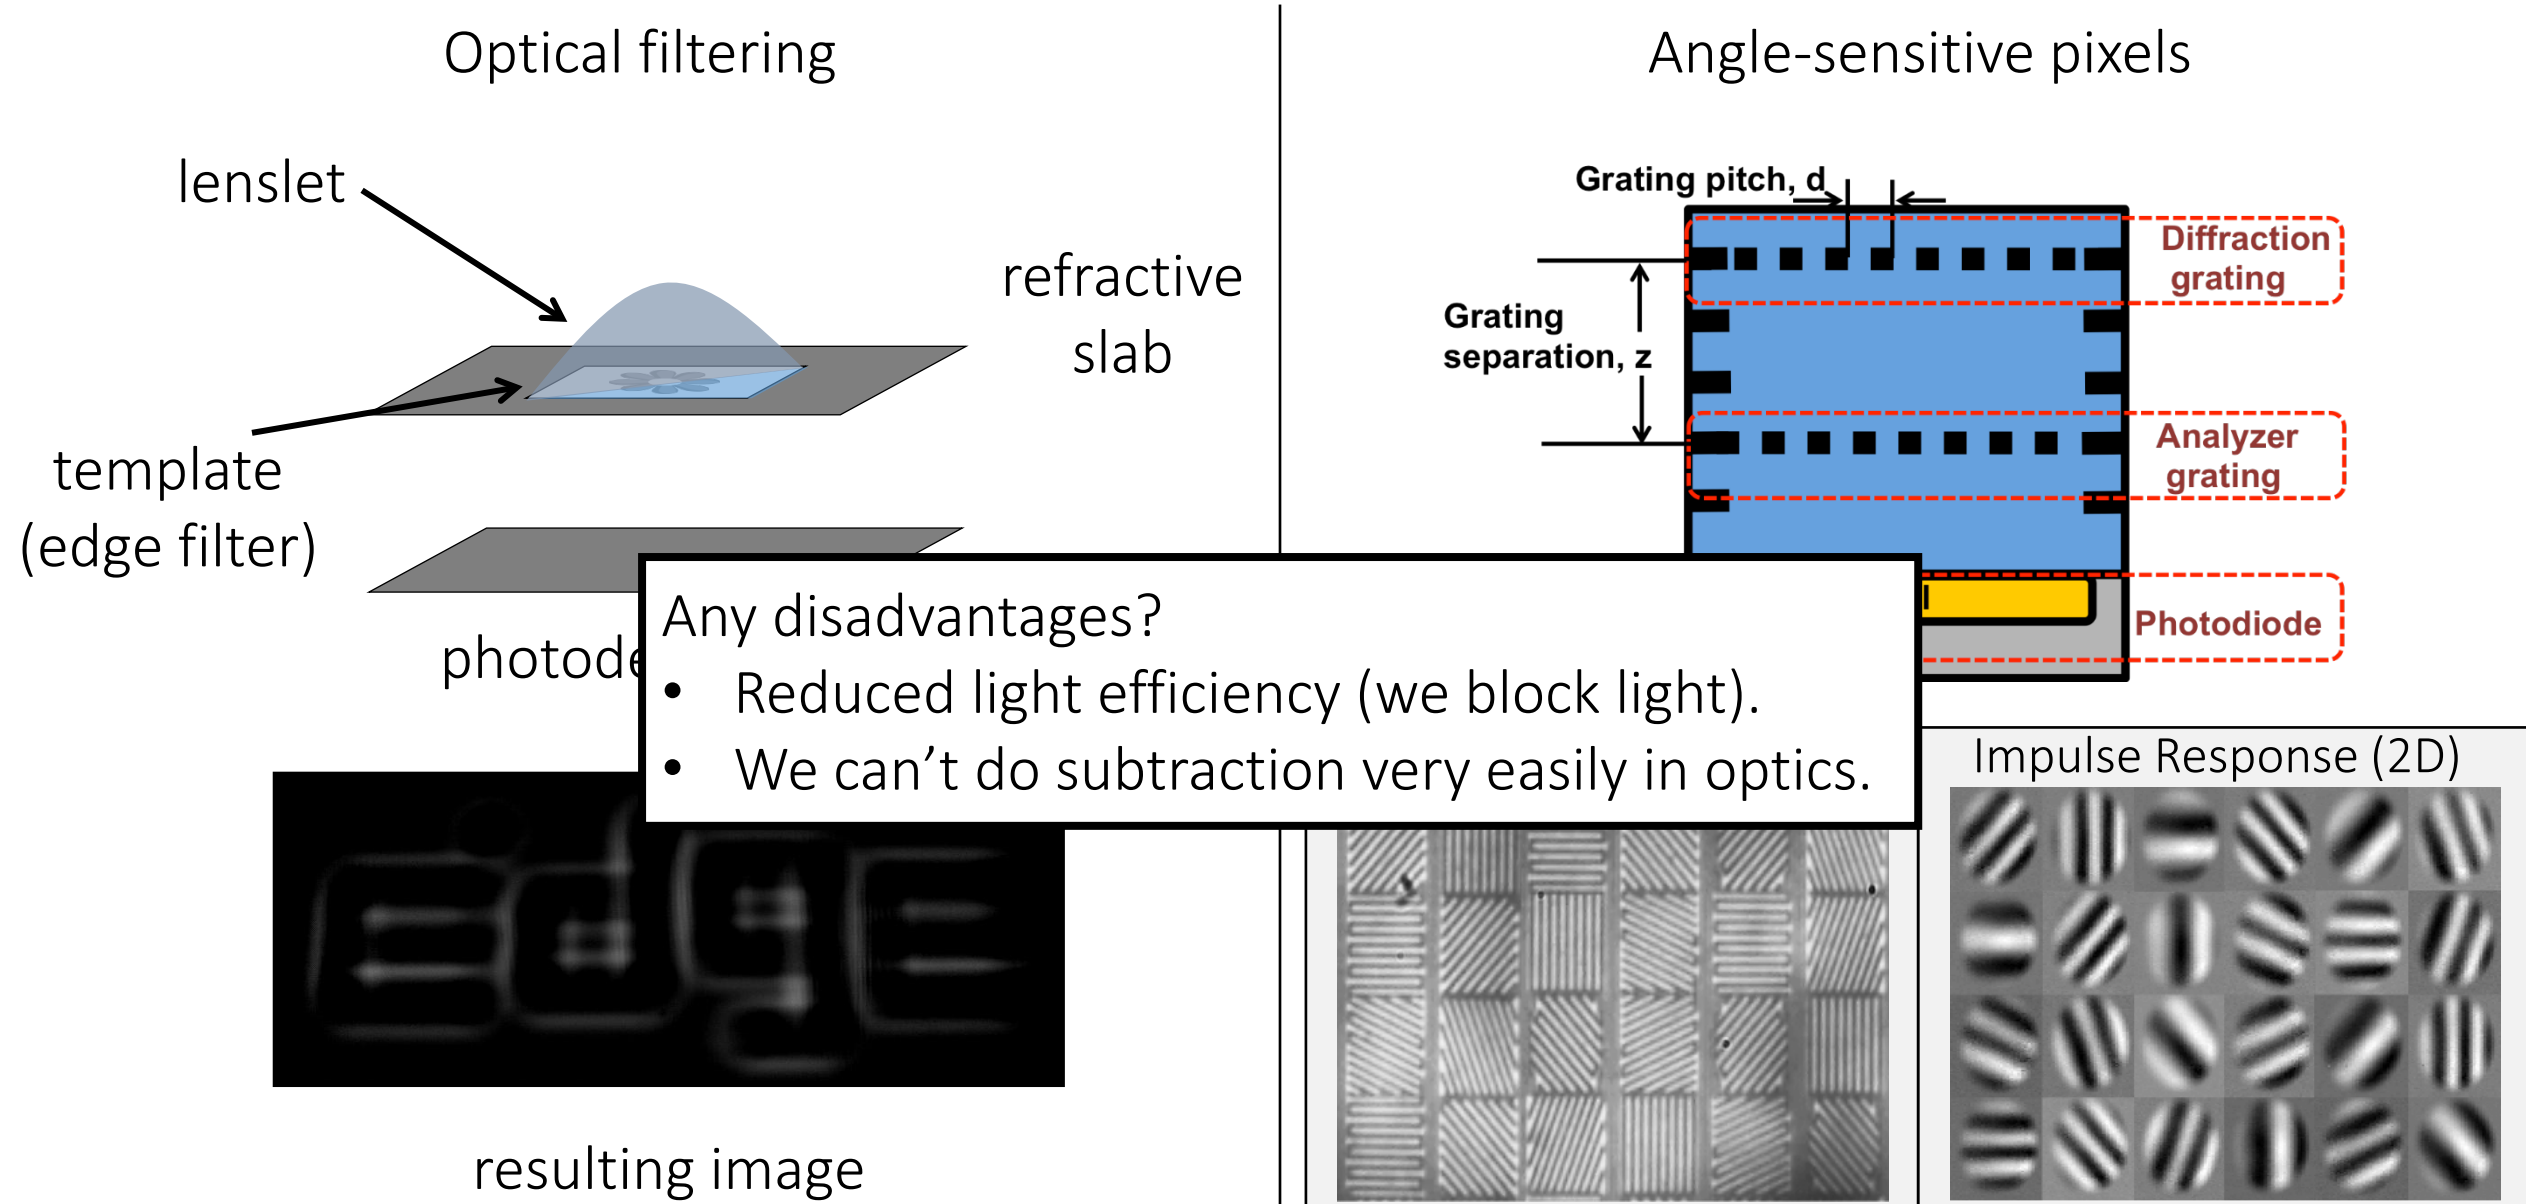 Optical filtering
lenslet
refractive
slab
template
(edge filter)
resulting image
Angle-sensitive pixels
Grating pitch, d
Diffraction
grating
Grating
separation, z
Analyzer
grating
Photodiode
Any disadvantages?
• Reduced light efficiency (we block light).
• We can’t do subtraction very easily in optics.
Impulse Response (2D)